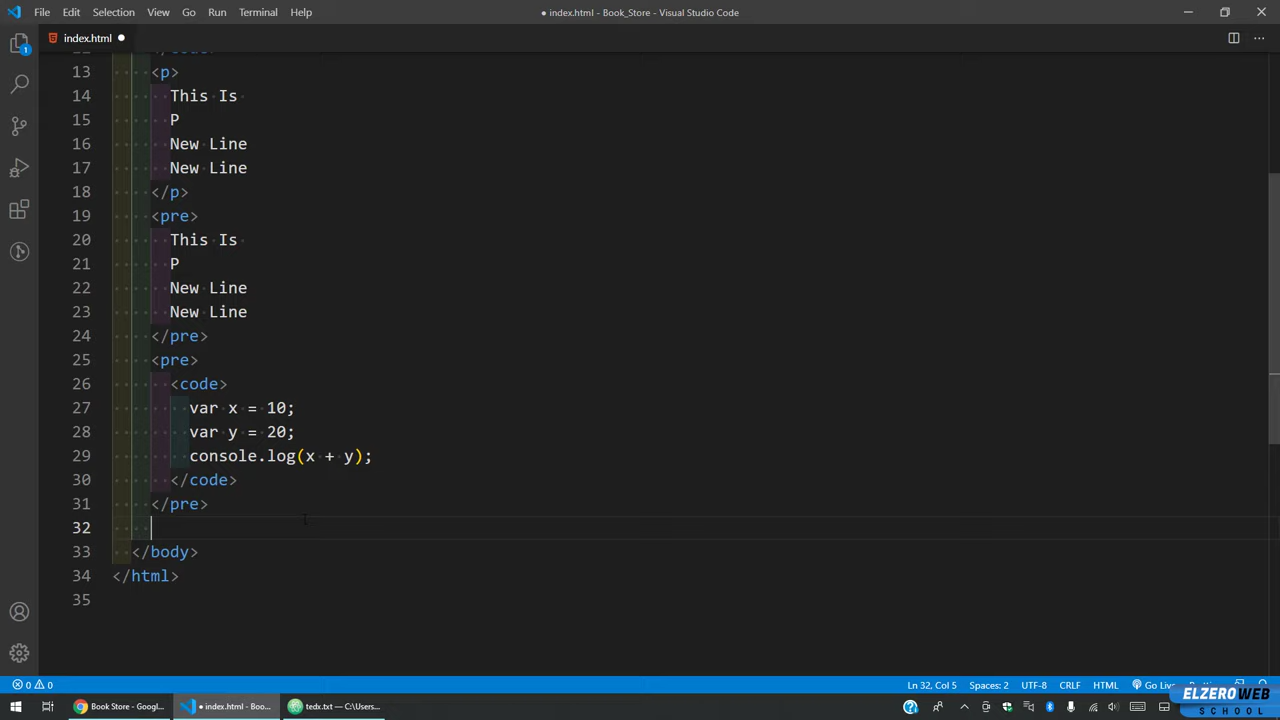 File Edit Selection View Go Run Terminal Help
● index.html - Book_Store - Visual Studio Code
index.html ●
13 <p>
14 This Is
15 P
16 New Line
17 New Line
18 </p>
19 <pre>
20 This Is
21 P
22 New Line
23 New Line
24 </pre>
25 <pre>
26 <code>
27 var x = 10;
28 var y = 20;
29 console.log(x + y);
30 </code>
31 </pre>
32
33 </body>
34 </html>
35
1
0 0
Ln 32, Col 5 Spaces: 2 UTF-8 CRLF HTML Go Live
Book Store - Googl...
● index.html - Boo...
tedx.txt — C:\Users...
ELZEROWEB
SCHOOL